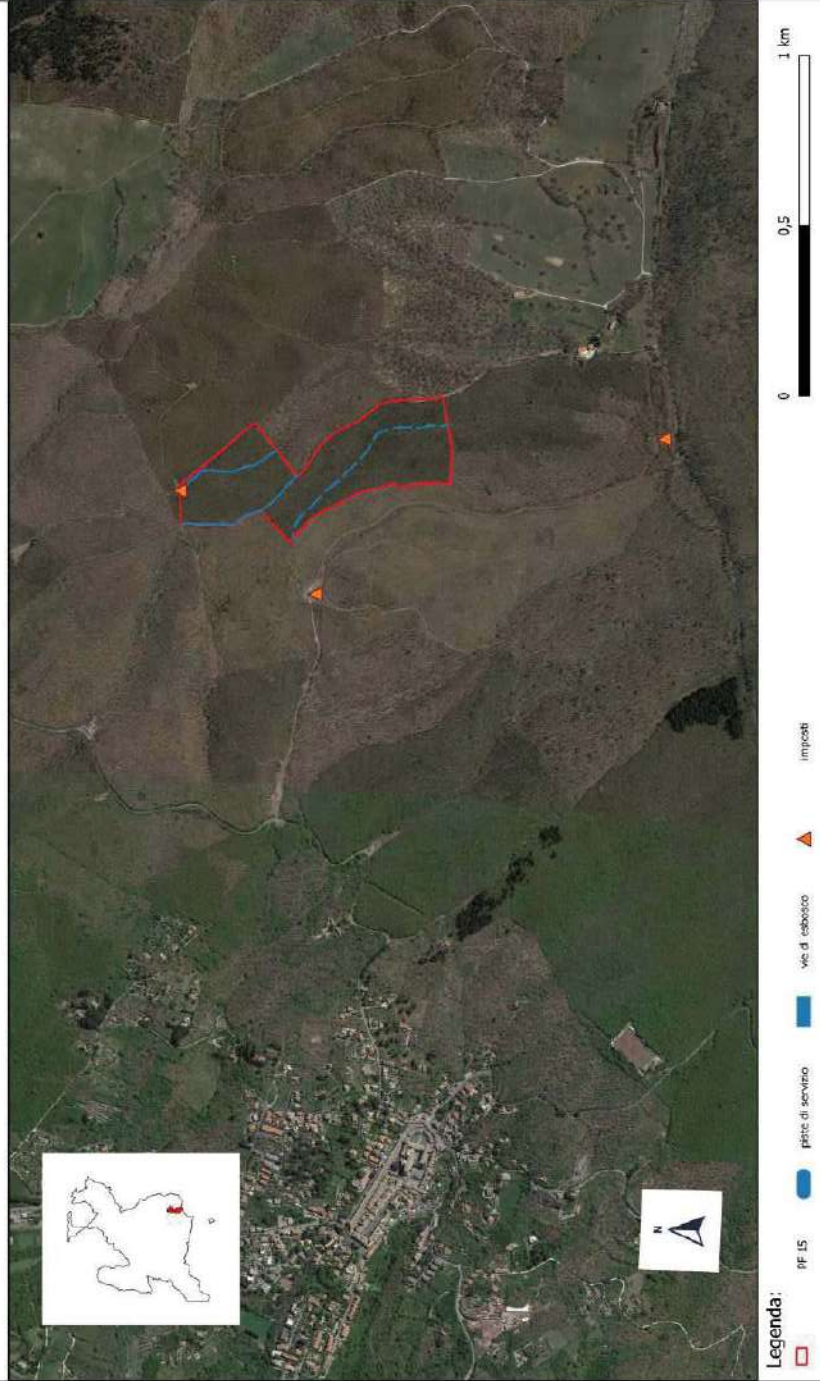 N
Legenda:
PF 15
piste di servizio
vie di esbosco
imposti
0
0,5
1 km